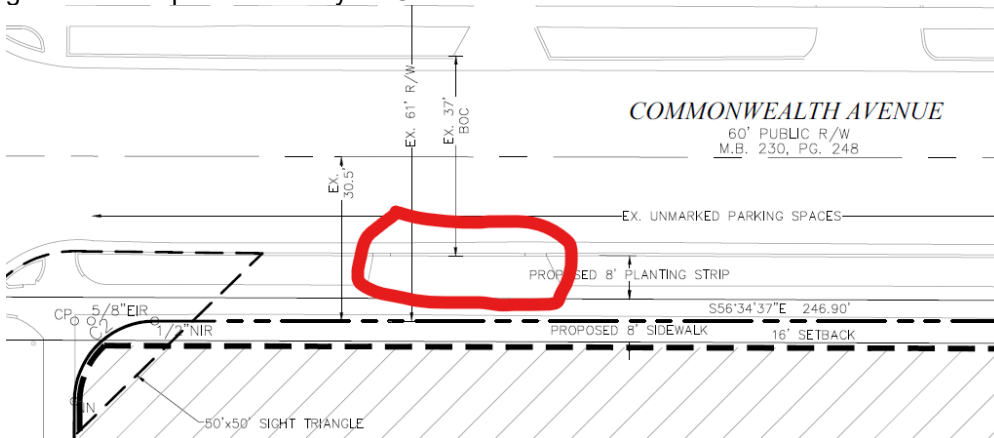 EX. 61' R/W
EX. 37'
BOC
COMMONWEALTH AVENUE
60' PUBLIC R/W
M.B. 230, PG. 248
EX.
30.5'
EX. UNMARKED PARKING SPACES
PROPOSED 8' PLANTING STRIP
S56°34'37"E 246.90'
CP
5/8"EIR
C2
1/2"NIR
PROPOSED 8' SIDEWALK
16' SETBACK
50'x50' SIGHT TRIANGLE